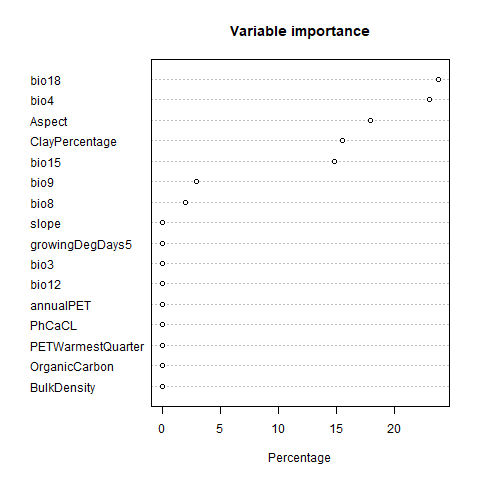 Variable importance
bio18
bio4
Aspect
ClayPercentage
bio15
bio9
bio8
slope
growingDegDays5
bio3
bio12
annualPET
PhCaCL
PETWarmestQuarter
OrganicCarbon
BulkDensity
0 5 10 15 20
Percentage